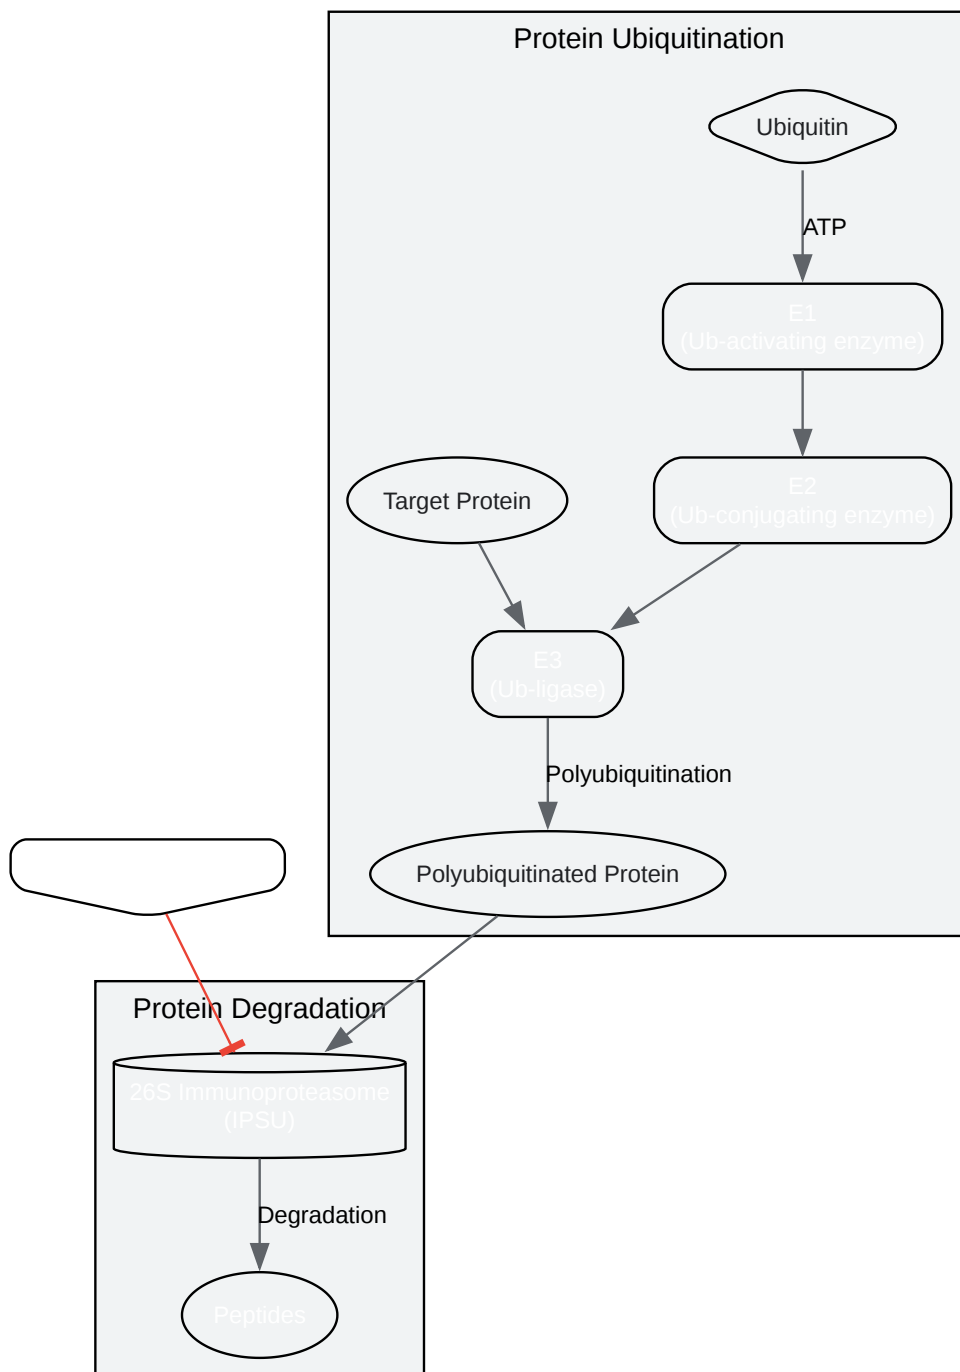 Protein Ubiquitination
Ubiquitin
ATP
E1
(Ub-activating enzyme)
E2
(Ub-conjugating enzyme)
Target Protein
E3
(Ub-ligase)
Polyubiquitination
Polyubiquitinated Protein
Protein Degradation
26S Immunoproteasome
(IPSU)
Degradation
Peptides